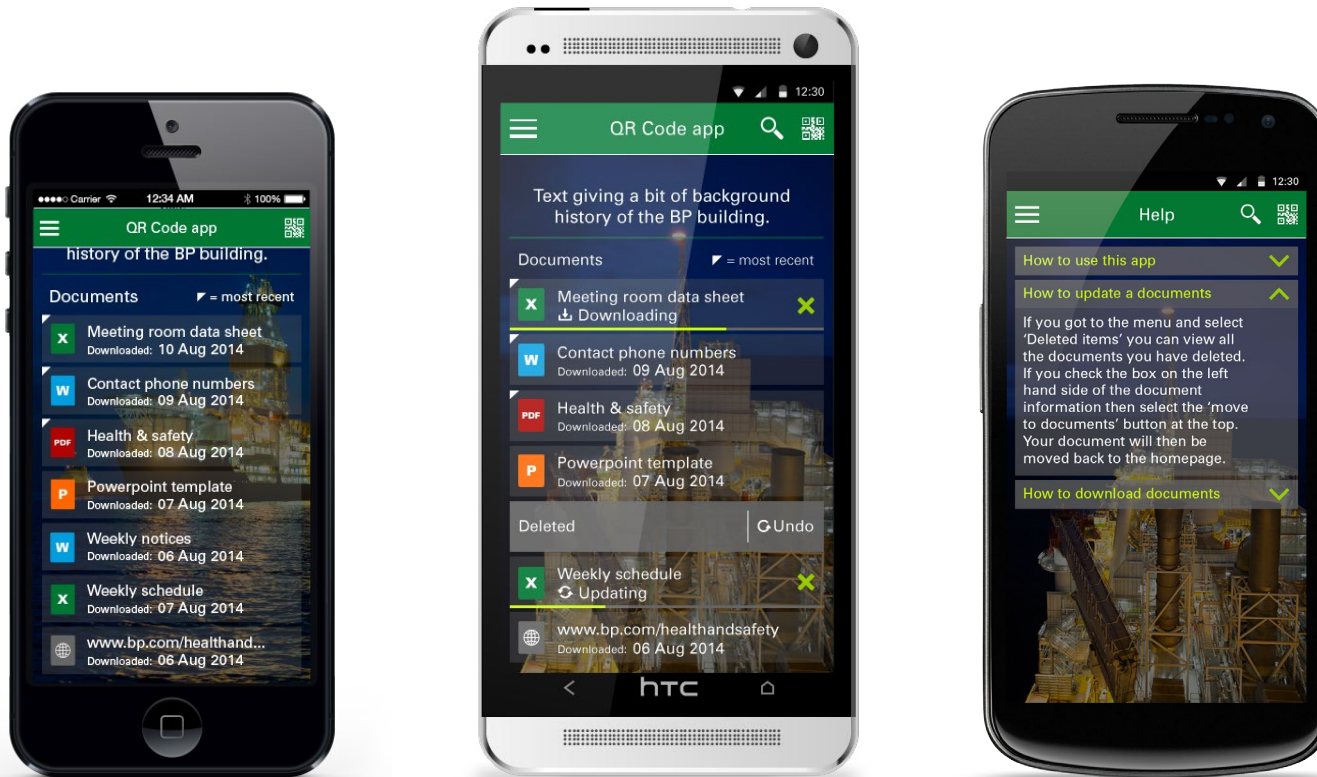 ●●●●○ Carrier 12:34 AM 100%
QR Code app
history of the BP building.
Documents = most recent
X Meeting room data sheet
Downloaded: 10 Aug 2014
W Contact phone numbers
Downloaded: 09 Aug 2014
PDF Health & safety
Downloaded: 08 Aug 2014
P Powerpoint template
Downloaded: 07 Aug 2014
W Weekly notices
Downloaded: 06 Aug 2014
X Weekly schedule
Downloaded: 07 Aug 2014
www.bp.com/healthand...
Downloaded: 06 Aug 2014
12:30
QR Code app
Text giving a bit of background
history of the BP building.
Documents = most recent
X Meeting room data sheet
Downloading
W Contact phone numbers
Downloaded: 09 Aug 2014
PDF Health & safety
Downloaded: 08 Aug 2014
P Powerpoint template
Downloaded: 07 Aug 2014
Deleted Undo
X Weekly schedule
Updating
www.bp.com/healthandsafety
Downloaded: 06 Aug 2014
hTC
12:30
Help
How to use this app
How to update a documents
If you got to the menu and select
‘Deleted items’ you can view all
the documents you have deleted.
If you check the box on the left
hand side of the document
information then select the ‘move
to documents’ button at the top.
Your document will then be
moved back to the homepage.
How to download documents